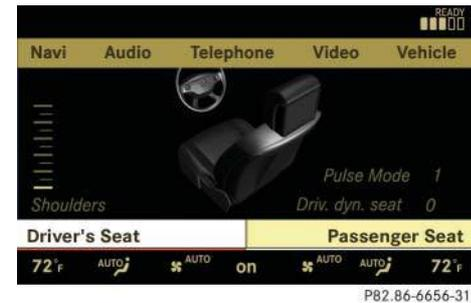 READY
Navi Audio Telephone Video Vehicle
Pulse Mode 1
Shoulders Driv. dyn. seat 0
Driver's Seat Passenger Seat
72°F AUTO AUTO on AUTO AUTO 72°F
P82.86-6656-31